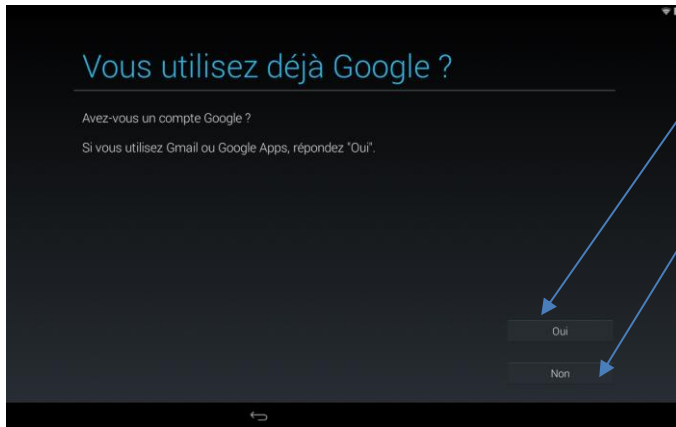 Vous utilisez déjà Google ?
Avez-vous un compte Google ?
Si vous utilisez Gmail ou Google Apps, répondez "Oui".
Oui
Non